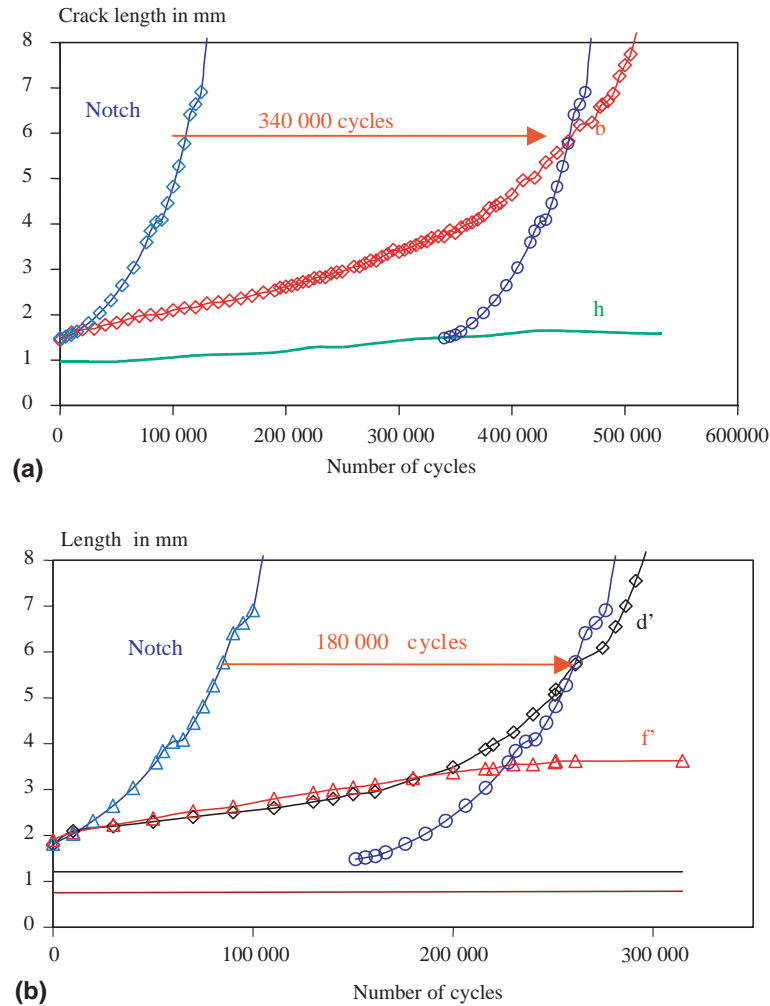 Crack length in mm
8
7
6
5
4
3
2
1
0
Notch
340 000 cycles
b
h
0
100 000
200 000
300 000
400 000
500 000
600000
Number of cycles
(a)
Length in mm
8
7
6
5
4
3
2
1
0
Notch
180 000 cycles
d'
f'
0
100 000
200 000
300 000
Number of cycles
(b)